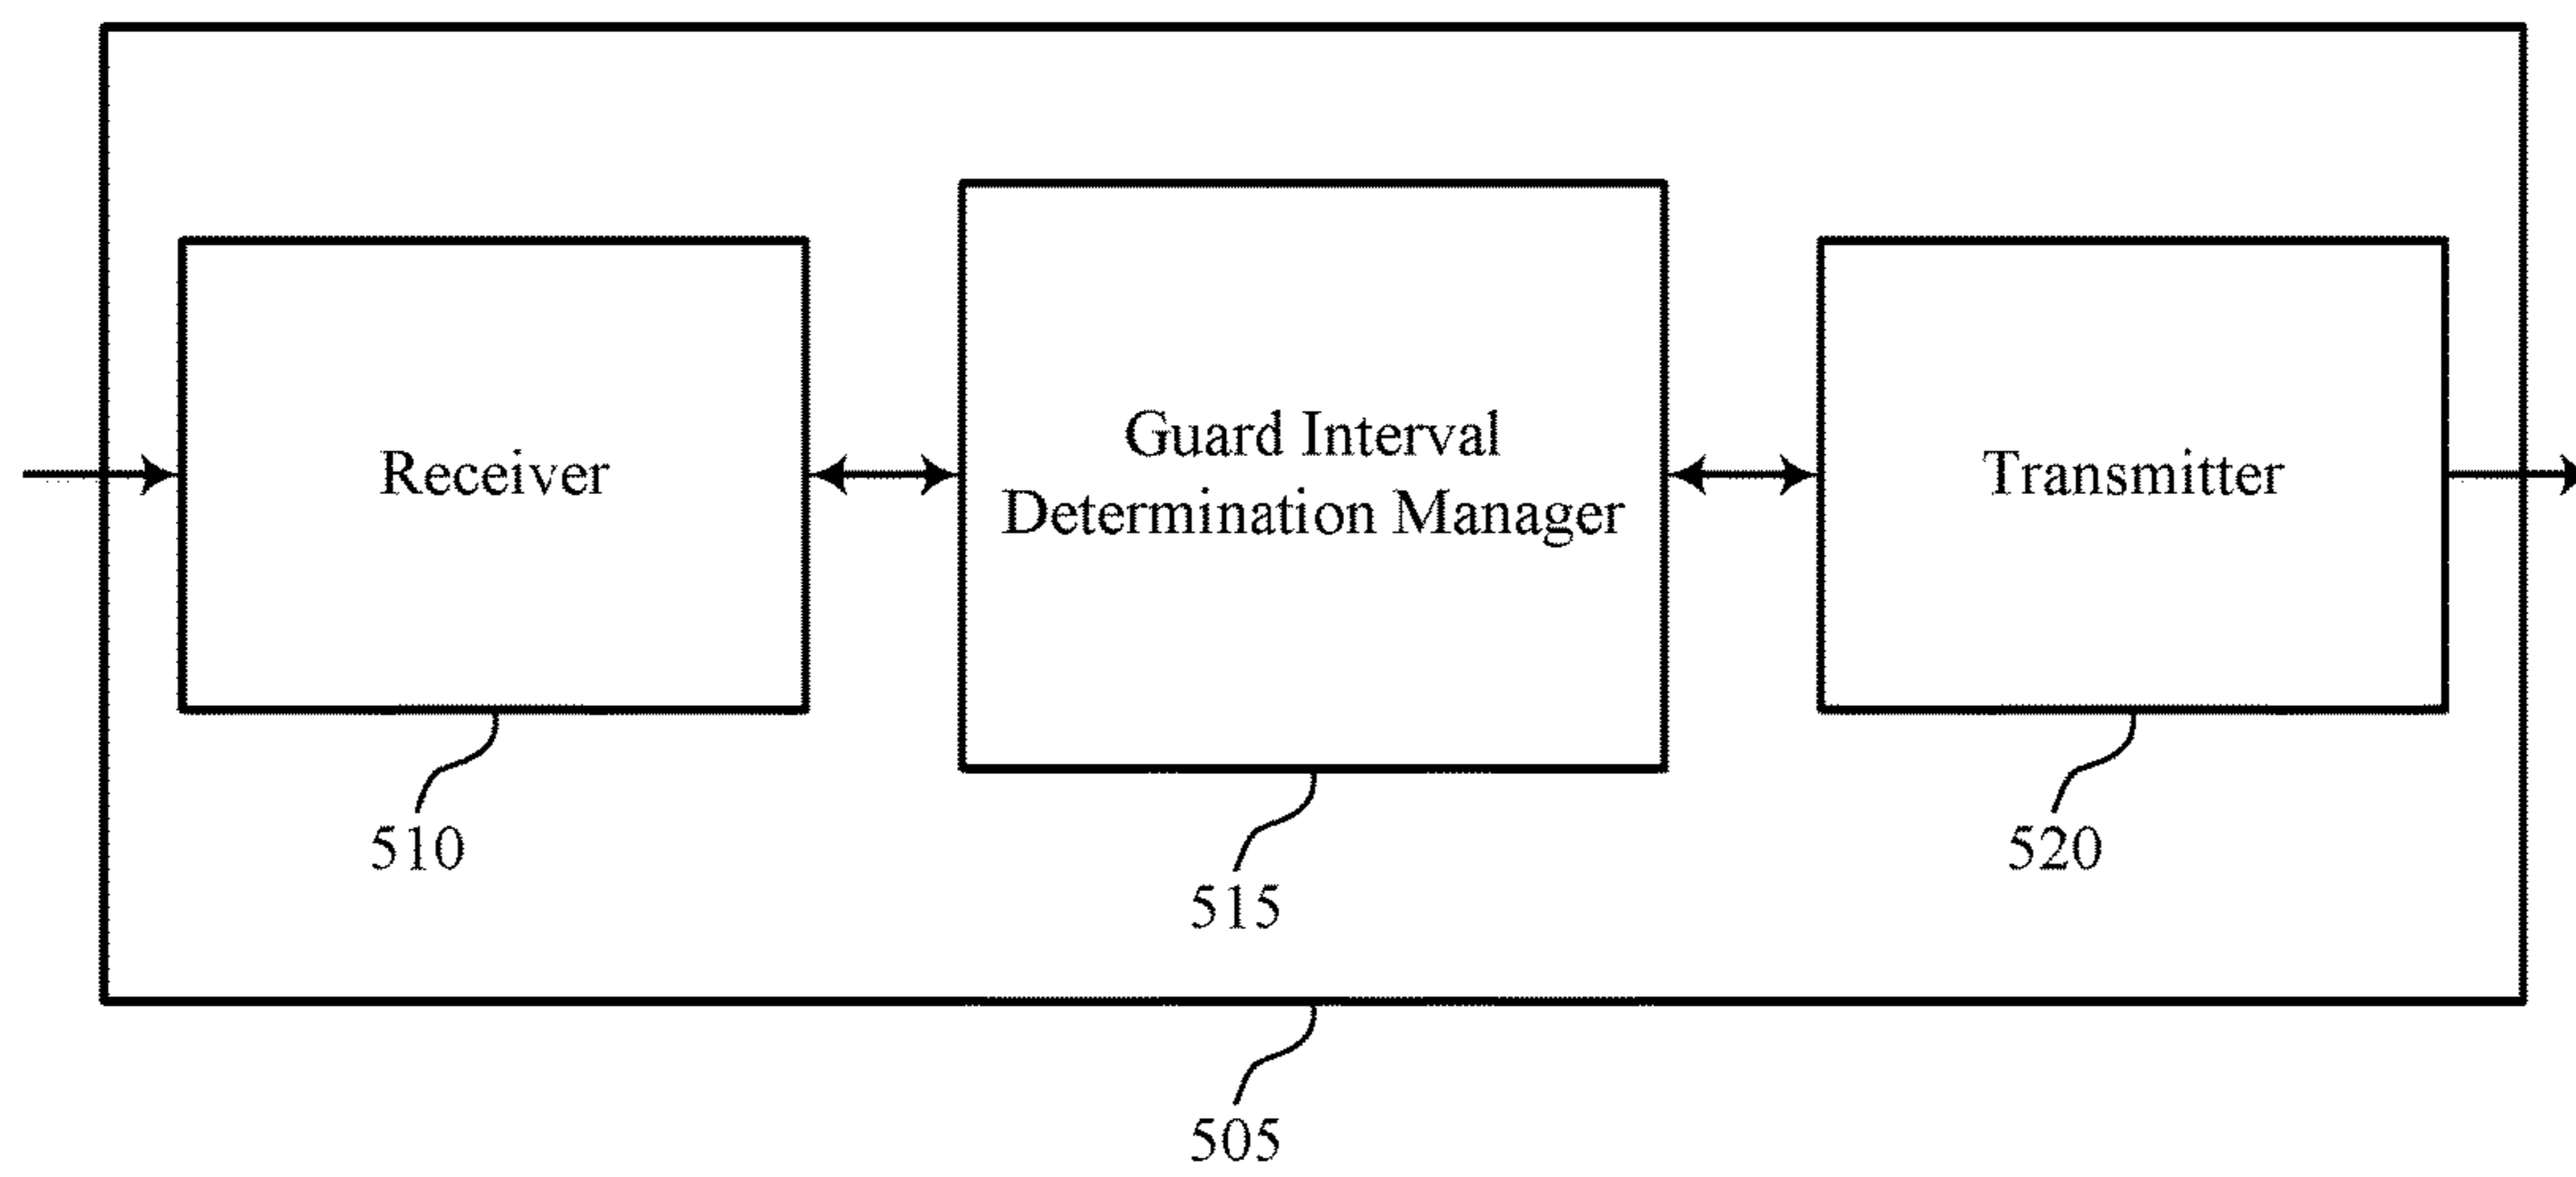 Receiver
Guard Interval
Determination Manager
Transmitter
510
515
520
505